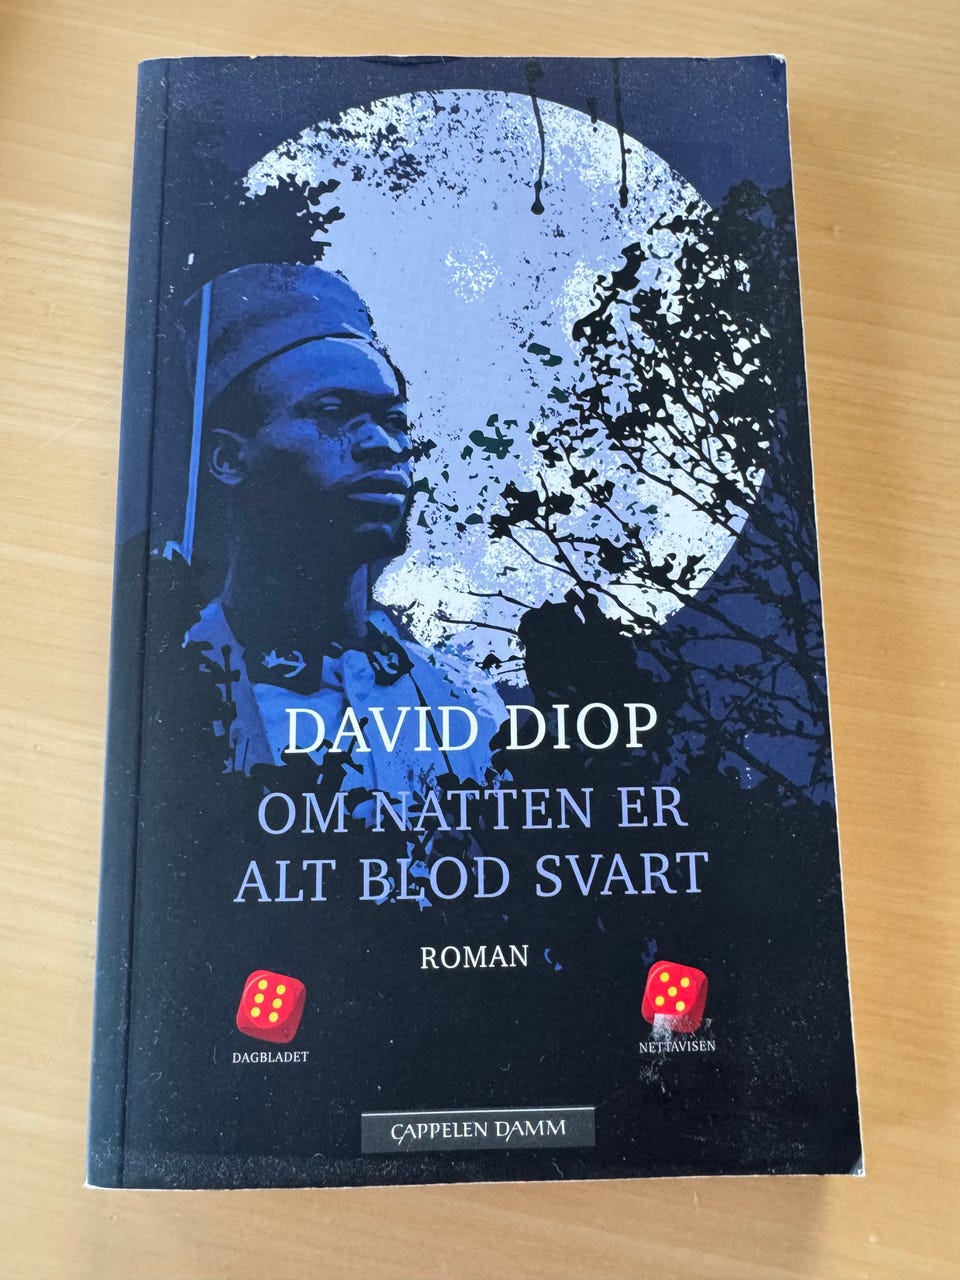 DAVID DIOP
OM NATTEN ER
ALT BLOD SVART
ROMAN
DAGBLADET
NETTAVISEN
CAPPELEN DAMM